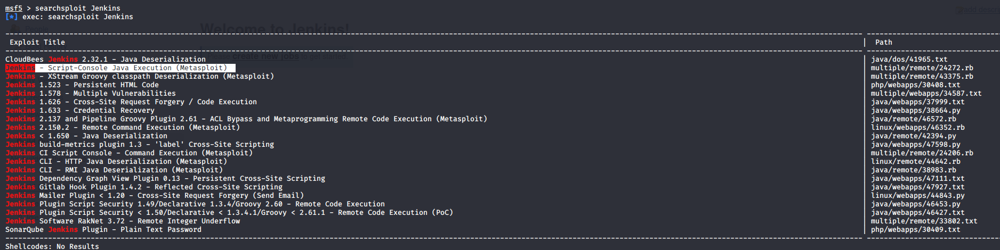 msf5 > searchsploit Jenkins
[*] exec: searchsploit Jenkins
People
Welcome to Jenkins!
Please create new jobs to get started
Exploit Title | Path
CloudBees Jenkins 2.32.1 - Java Deserialization | java/dos/41965.txt
Jenkins - Script-Console Java Execution (Metasploit) | multiple/remote/24272.rb
Jenkins - XStream Groovy classpath Deserialization (Metasploit) | multiple/remote/43375.rb
Jenkins 1.523 - Persistent HTML Code | php/webapps/30408.txt
Jenkins 1.578 - Multiple Vulnerabilities | multiple/webapps/34587.txt
Jenkins 1.626 - Cross-Site Request Forgery / Code Execution | java/webapps/37999.txt
Jenkins 1.633 - Credential Recovery | java/webapps/38664.py
Jenkins 2.137 and Pipeline Groovy Plugin 2.61 - ACL Bypass and Metaprogramming Remote Code Execution (Metasploit) | java/remote/46572.rb
Jenkins 2.150.2 - Remote Command Execution (Metasploit) | linux/webapps/46352.rb
Jenkins < 1.650 - Java Deserialization | java/remote/42394.py
Jenkins build-metrics plugin 1.3 - 'label' Cross-Site Scripting | java/webapps/47598.py
Jenkins CI Script Console - Command Execution (Metasploit) | multiple/remote/24206.rb
Jenkins CLI - HTTP Java Deserialization (Metasploit) | linux/remote/44642.rb
Jenkins CLI - RMI Java Deserialization (Metasploit) | java/remote/38983.rb
Jenkins Dependency Graph View Plugin 0.13 - Persistent Cross-Site Scripting | java/webapps/47111.txt
Jenkins Gitlab Hook Plugin 1.4.2 - Reflected Cross-Site Scripting | java/webapps/47927.txt
Jenkins Mailer Plugin < 1.20 - Cross-Site Request Forgery (Send Email) | linux/webapps/44843.py
Jenkins Plugin Script Security 1.49/Declarative 1.3.4/Groovy 2.60 - Remote Code Execution | java/webapps/46453.py
Jenkins Plugin Script Security < 1.50/Declarative < 1.3.4.1/Groovy < 2.61.1 - Remote Code Execution (PoC) | java/webapps/46427.txt
Jenkins Software RakNet 3.72 - Remote Integer Underflow | multiple/remote/33802.txt
SonarQube Jenkins Plugin - Plain Text Password | php/webapps/30409.txt
Shellcodes: No Results